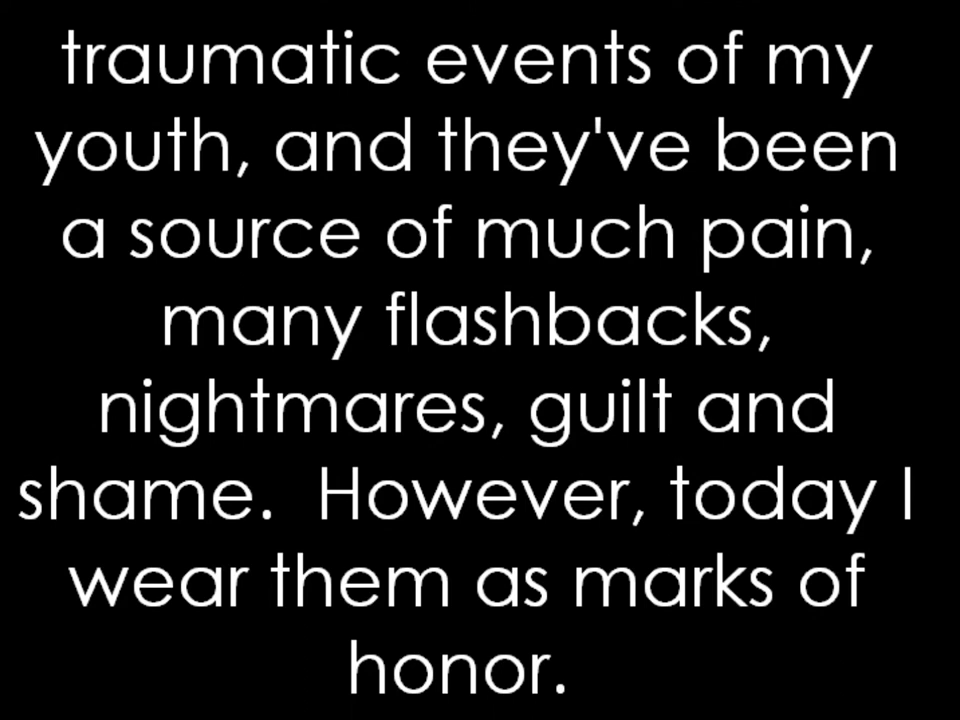 traumatic events of my
youth, and they've been
a source of much pain,
many flashbacks,
nightmares, guilt and
shame.  However, today I
wear them as marks of
honor.